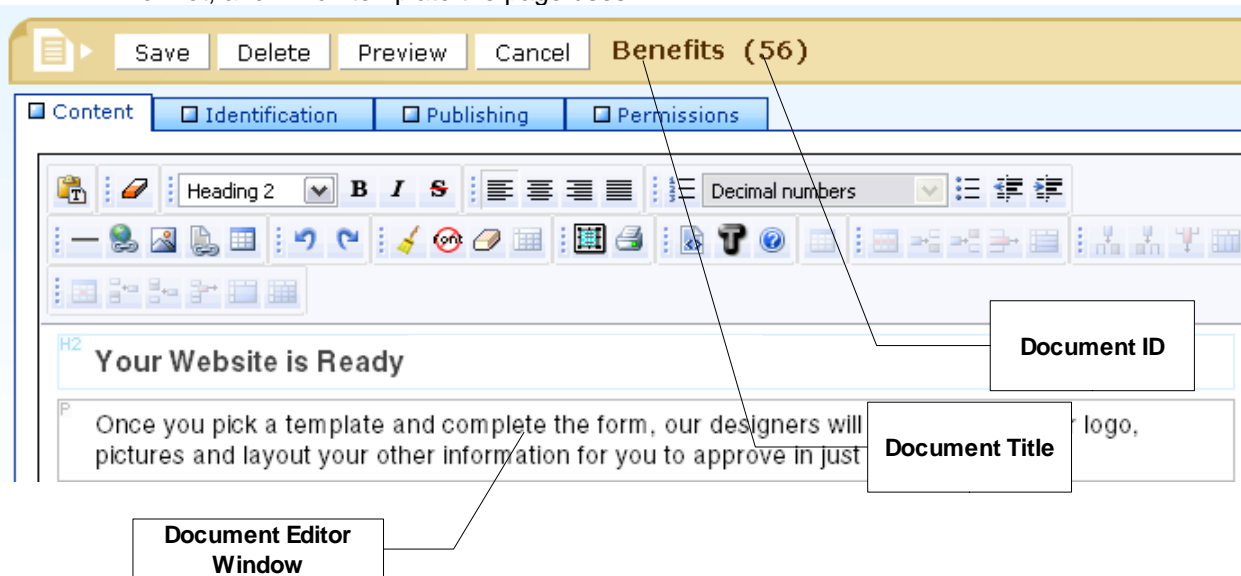 Save Delete Preview Cancel Benefits (56)
Content Identification Publishing Permissions
Heading 2 B I S Decimal numbers
font T ?
H2
Your Website is Ready
Document ID
P
Once you pick a template and complete the form, our designers will logo,
pictures and layout your other information for you to approve in just
Document Title
Document Editor
Window